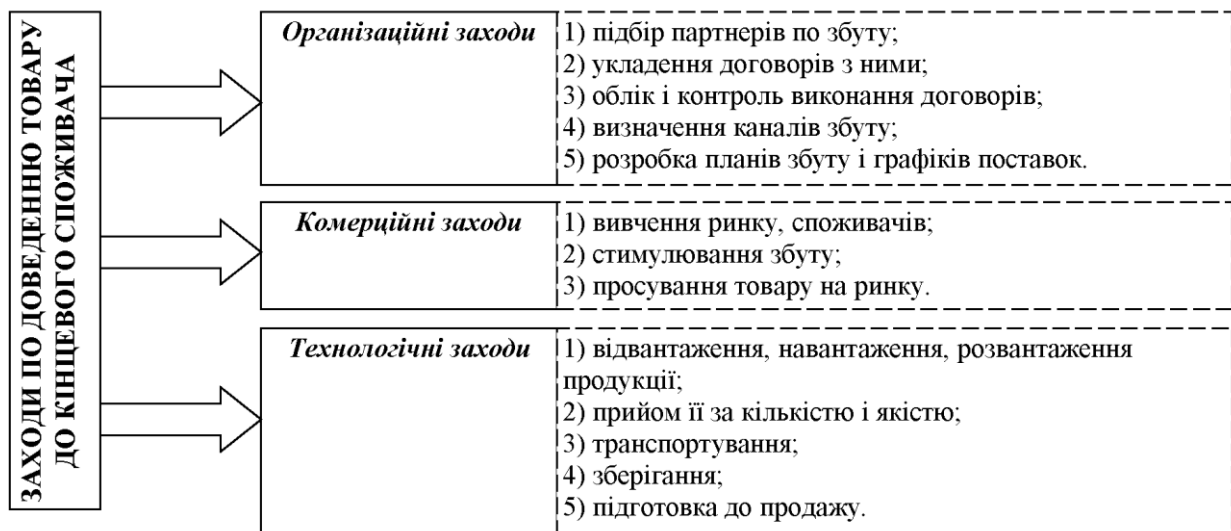 ЗАХОДИ ПО ДОВЕДЕННЮ ТОВАРУ
ДО КІНЦЕВОГО СПОЖИВАЧА
Організаційні заходи
1) підбір партнерів по збуту;
2) укладення договорів з ними;
3) облік і контроль виконання договорів;
4) визначення каналів збуту;
5) розробка планів збуту і графіків поставок.
Комерційні заходи
1) вивчення ринку, споживачів;
2) стимулювання збуту;
3) просування товару на ринку.
Технологічні заходи
1) відвантаження, навантаження, розвантаження
продукції;
2) прийом її за кількістю і якістю;
3) транспортування;
4) зберігання;
5) підготовка до продажу.